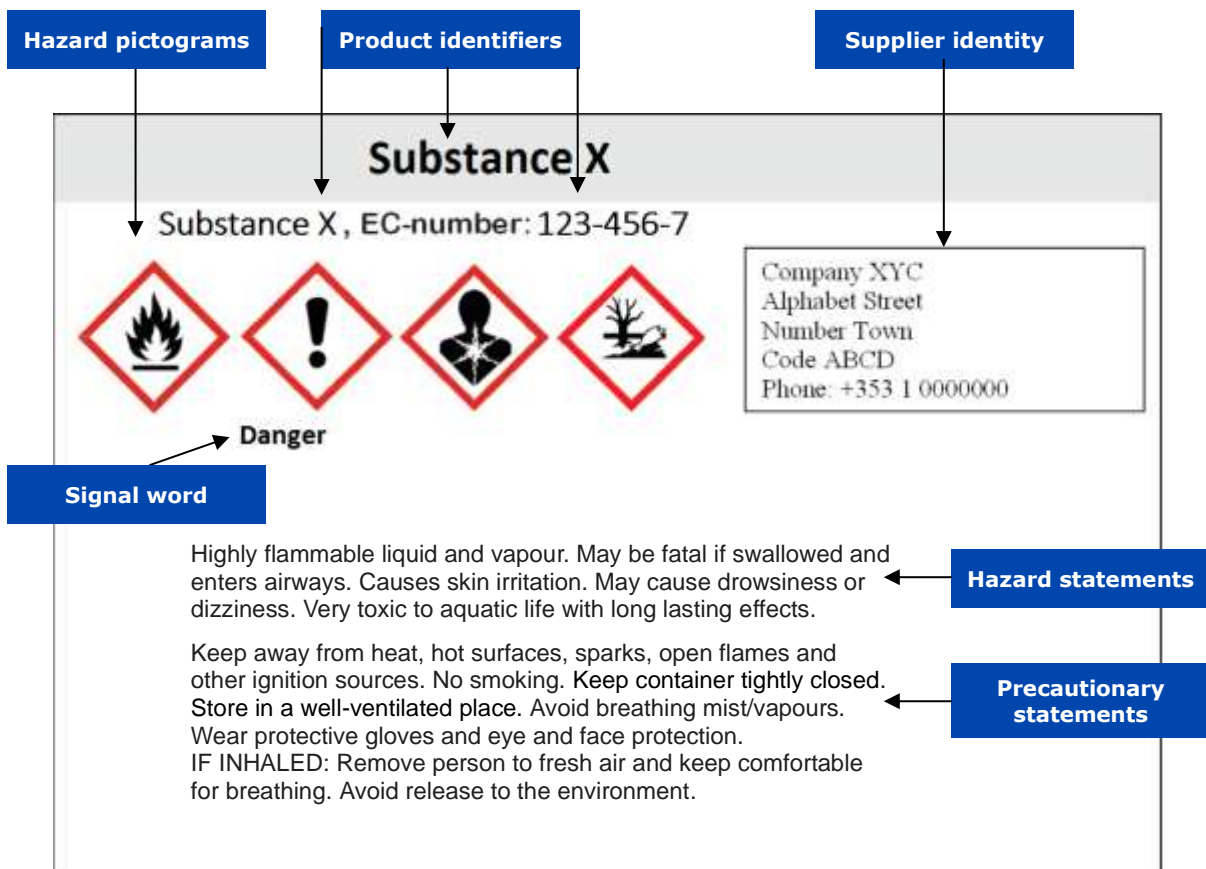 Hazard pictograms
Product identifiers
Supplier identity
Substance X
Substance X , EC-number: 123-456-7
Company XYC
Alphabet Street
Number Town
Code ABCD
Phone: +353 1 0000000
Danger
Signal word
Highly flammable liquid and vapour. May be fatal if swallowed and
enters airways. Causes skin irritation. May cause drowsiness or
dizziness. Very toxic to aquatic life with long lasting effects.
Hazard statements
Keep away from heat, hot surfaces, sparks, open flames and
other ignition sources. No smoking. Keep container tightly closed.
Store in a well-ventilated place. Avoid breathing mist/vapours.
Wear protective gloves and eye and face protection.
IF INHALED: Remove person to fresh air and keep comfortable
for breathing. Avoid release to the environment.
Precautionary
statements